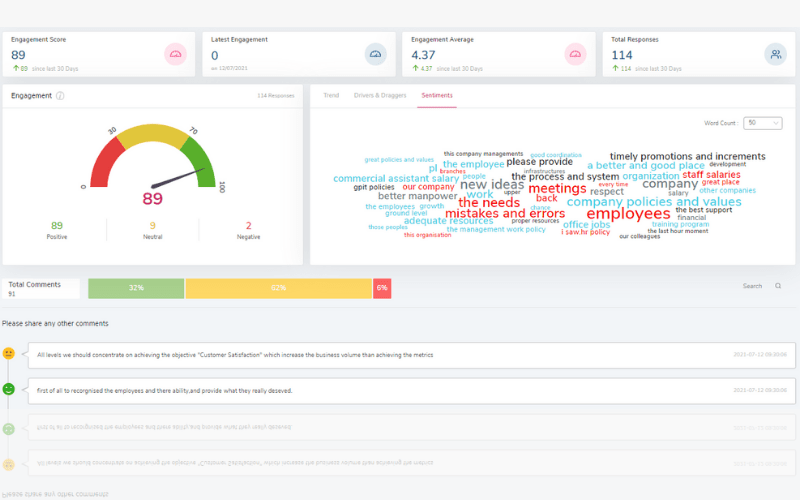 Engagement Score
89
89 since last 30 Days
Latest Engagement
0
on 12/07/2021
Engagement Average
4.37
4.37 since last 30 Days
Total Responses
114
114 since last 30 Days
Engagement
114 Responses
0
30
70
100
89
89
Positive
9
Neutral
2
Negative
Trend Drivers & Draggers Sentiments
Word Count : 50
this company managements
good coordination
timely promotions and increments
great policies and values
the employee
please provide
a better and good place
development
pl
branches
infrastructures
commercial assistant salary
people
the process and system
organization
staff salaries
gpit policies
our company
new ideas
meetings
every time
company
great place
better manpower
work
upper
back
respect
salary
other companies
the needs
company policies and values
the employees
growth
chance
ground level
mistakes and errors
employees
the best support
adequate resources
proper resources
office jobs
financial
those peoples
the management work policy
training program
this organisation
i saw hr policy
our colleagues
the last hour moment
Total Comments
91
32%
62%
6%
Search
Please share any other comments
All levels we should concentrate on achieving the objective "Customer Satisfaction" which increase the business volume than achieving the metrics
2021-07-12 06:00:06
first of all to recorgnised the employees and there ability,and provide what they really deseved.
2021-07-12 06:00:06